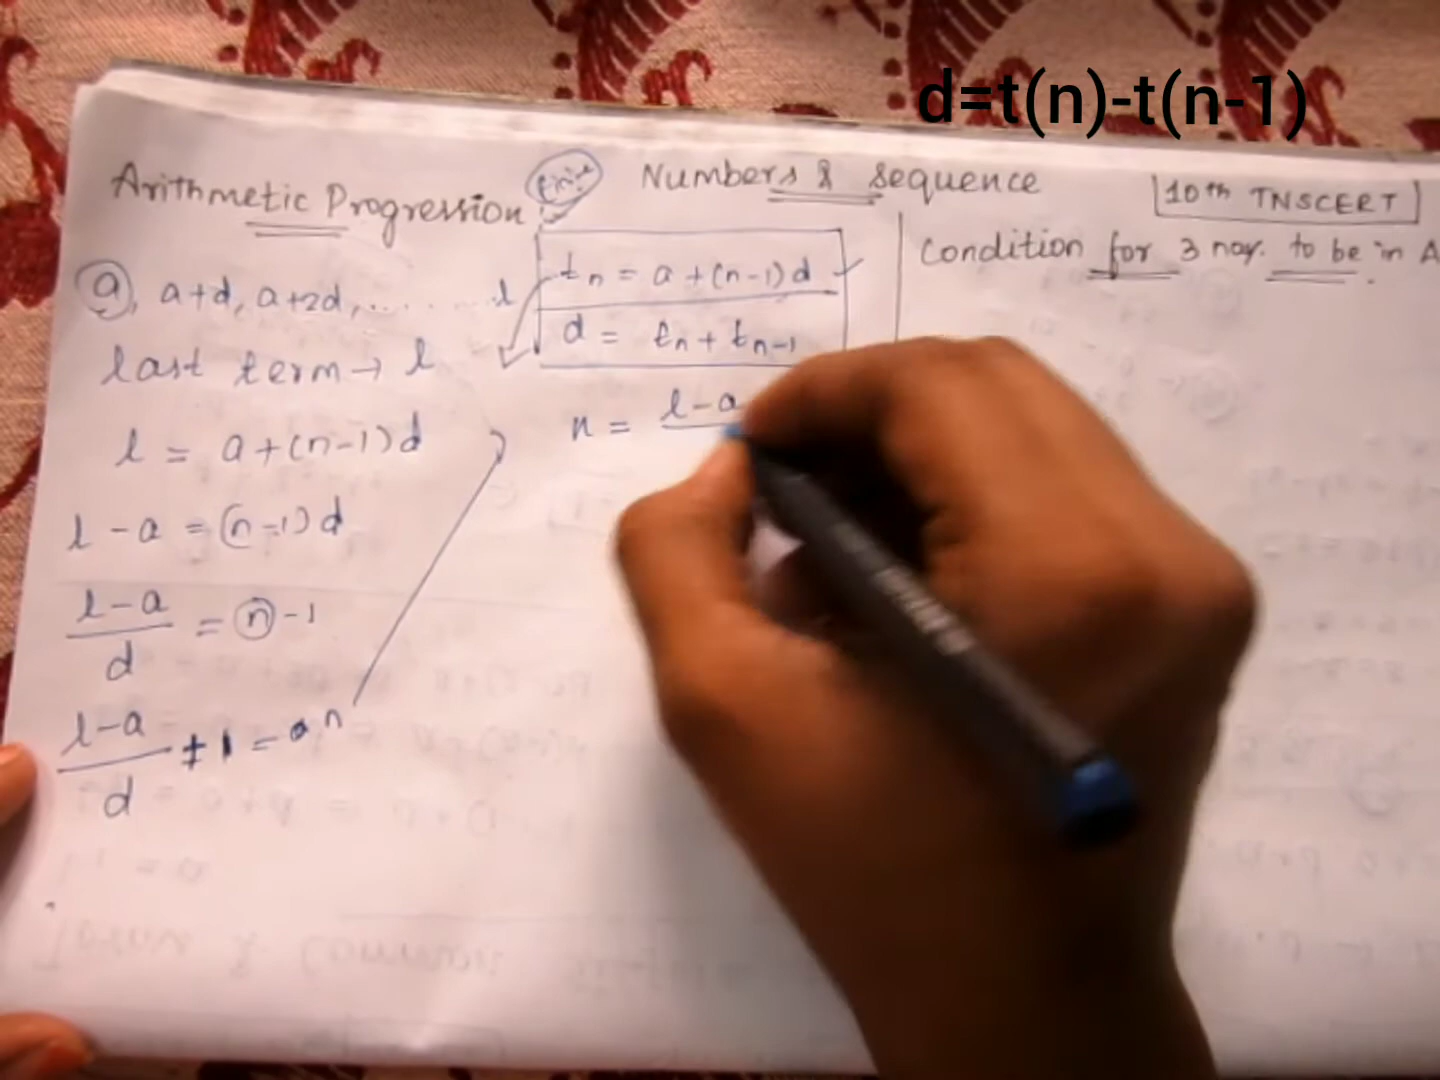 d=t(n)-t(n-1)
Arithmetic Progression
finite
Numbers & sequence
10th TNSCERT
a, a+d, a+2d, ........ l
tn = a+(n-1)d
d = tn + tn-1
last term → l
l = a+(n-1)d
l - a = (n-1)d
l-a/d = n-1
l-a/d + 1 = n
n = l-a
Condition for 3 nos. to be in A